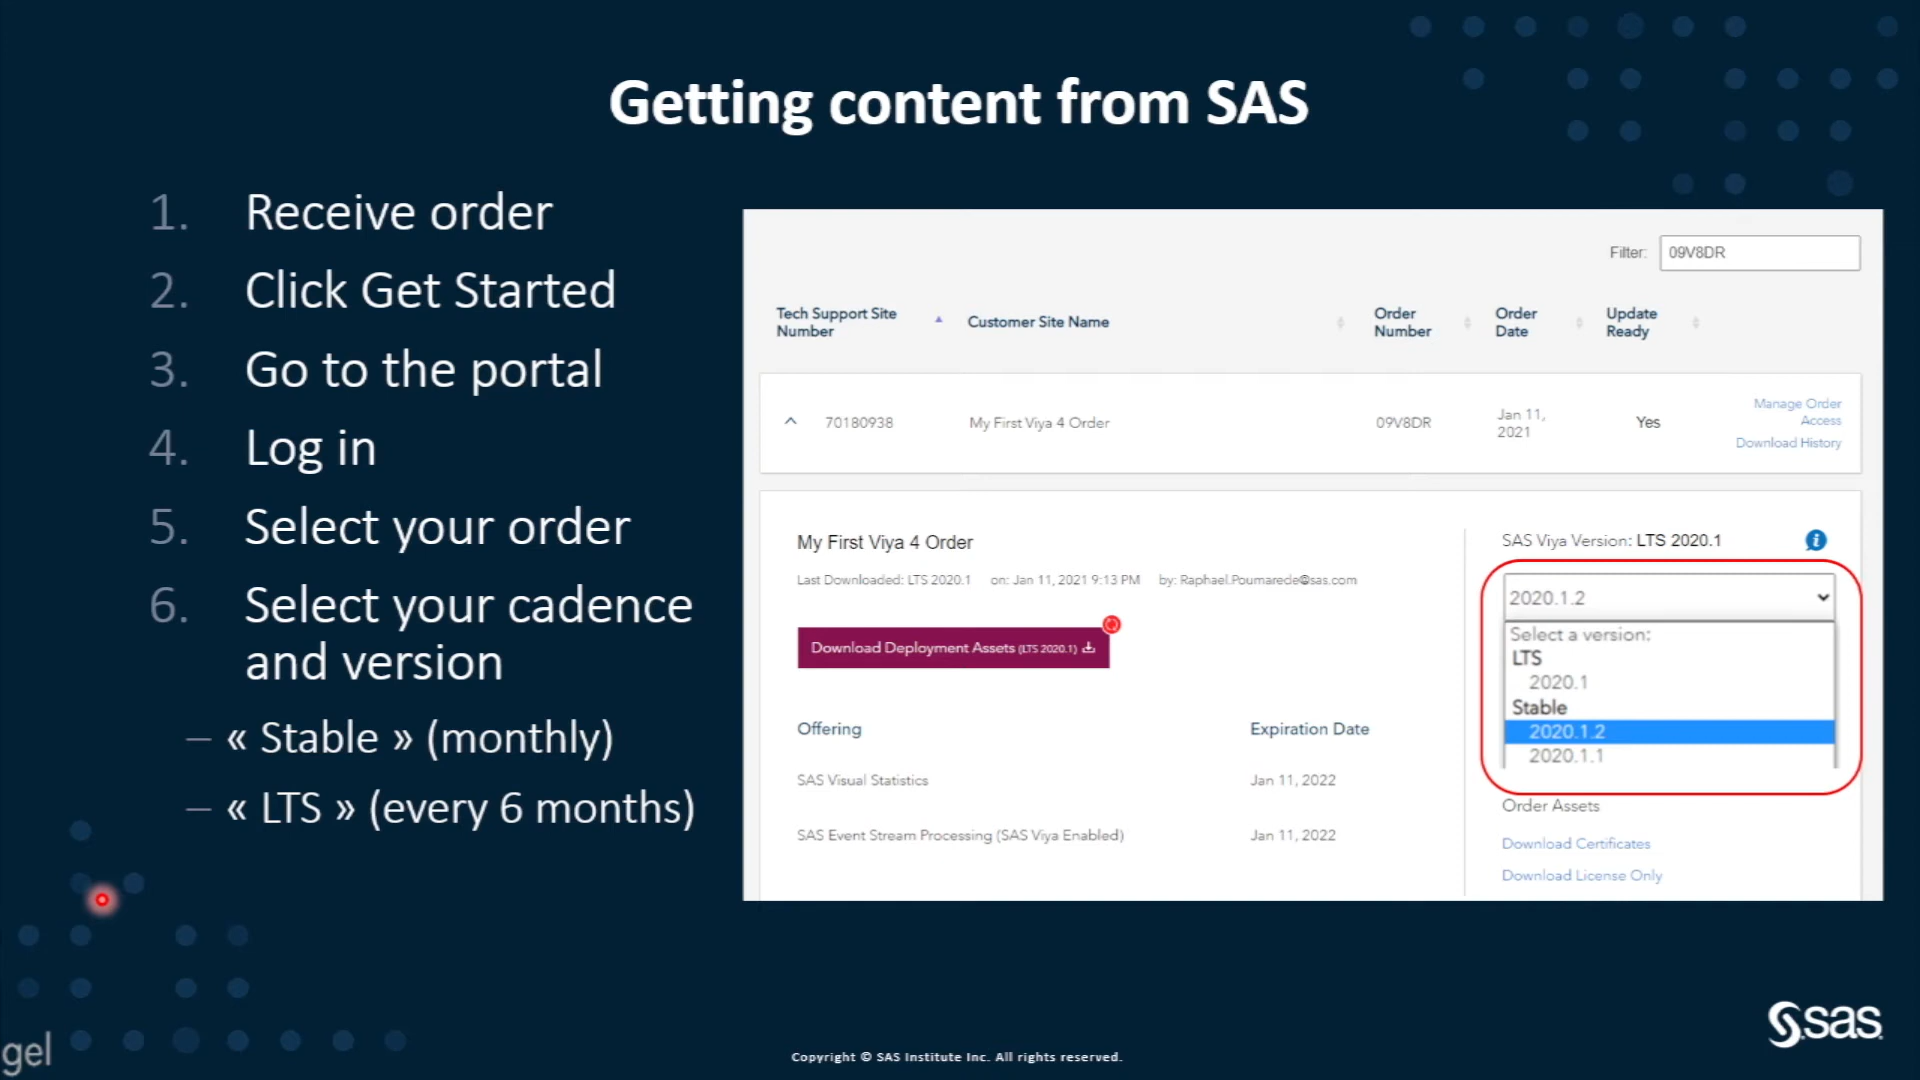 Getting content from SAS
1. Receive order
2. Click Get Started
3. Go to the portal
4. Log in
5. Select your order
6. Select your cadence
and version
– « Stable » (monthly)
– « LTS » (every 6 months)
Filter: 09V8DR
Tech Support Site
Number
Customer Site Name
Order
Number
Order
Date
Update
Ready
70180938
My First Viya 4 Order
09V8DR
Jan 11,
2021
Yes
Manage Order
Access
Download History
My First Viya 4 Order
Last Downloaded: LTS 2020.1 on: Jan 11, 2021 9:13 PM by: Raphael.Poumarede@sas.com
Download Deployment Assets (LTS 2020.1)
Offering
Expiration Date
SAS Visual Statistics
Jan 11, 2022
SAS Event Stream Processing (SAS Viya Enabled)
Jan 11, 2022
SAS Viya Version: LTS 2020.1
2020.1.2
Select a version:
LTS
2020.1
Stable
2020.1.2
2020.1.1
Order Assets
Download Certificates
Download License Only
gel
Copyright © SAS Institute Inc. All rights reserved.
sas